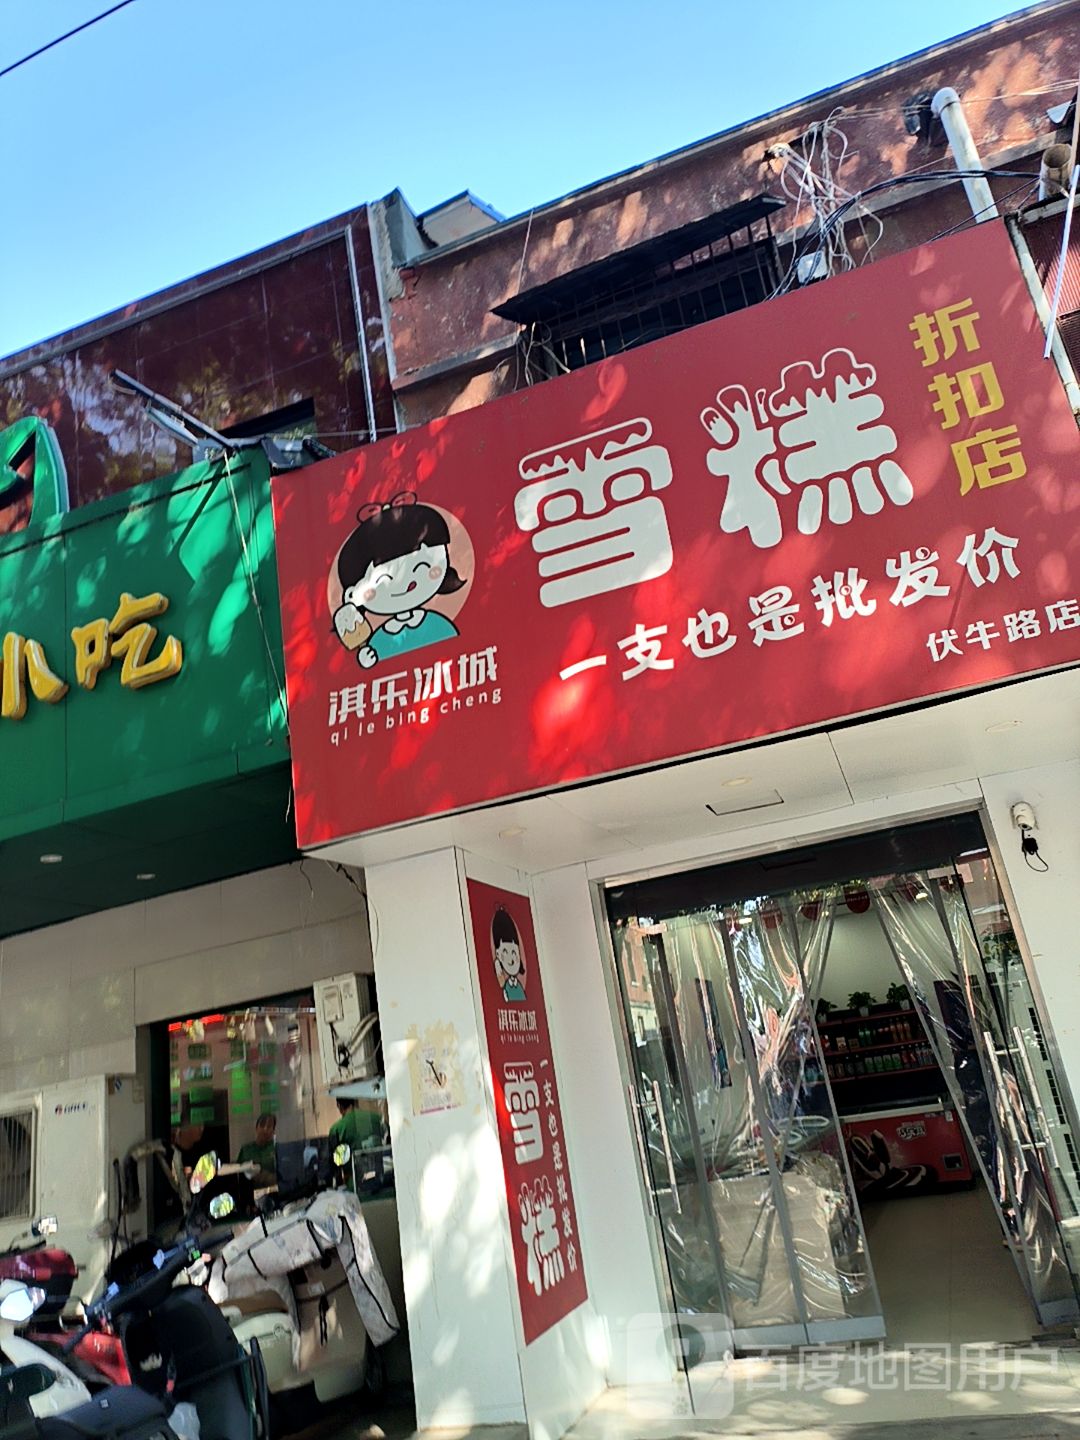 小吃
淇乐冰城
qi le bing cheng
雪糕
折扣店
一支也是批发价
伏牛路店
淇乐冰城
qi le bing cheng
雪糕
一支也是批发价
GREE
百度地图用户